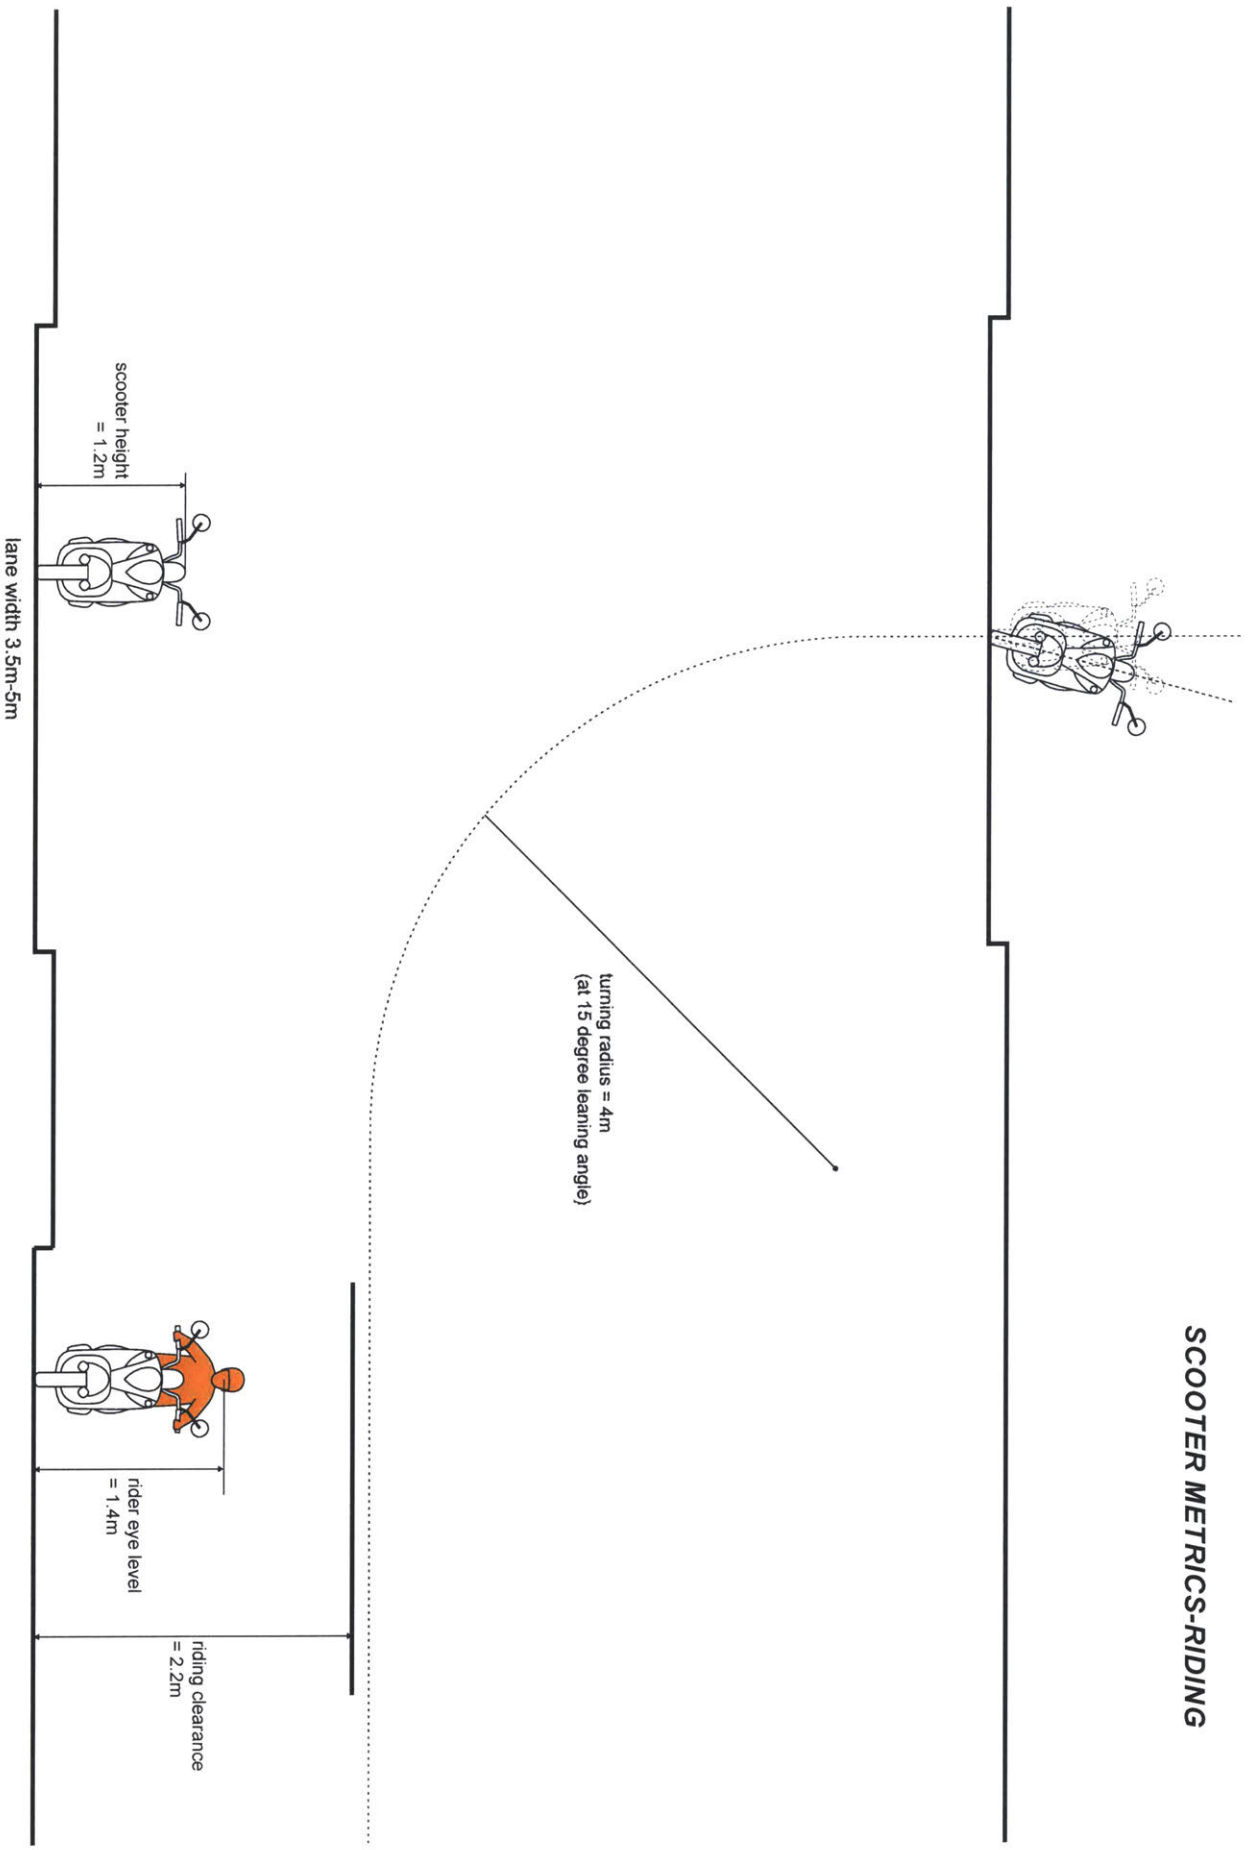 SCOOTER METRICS-RIDING
turning radius = 4m
(at 15 degree leaning angle)
scooter height
= 1.2m
lane width 3.5m-5m
rider eye level
= 1.4m
riding clearance
= 2.2m